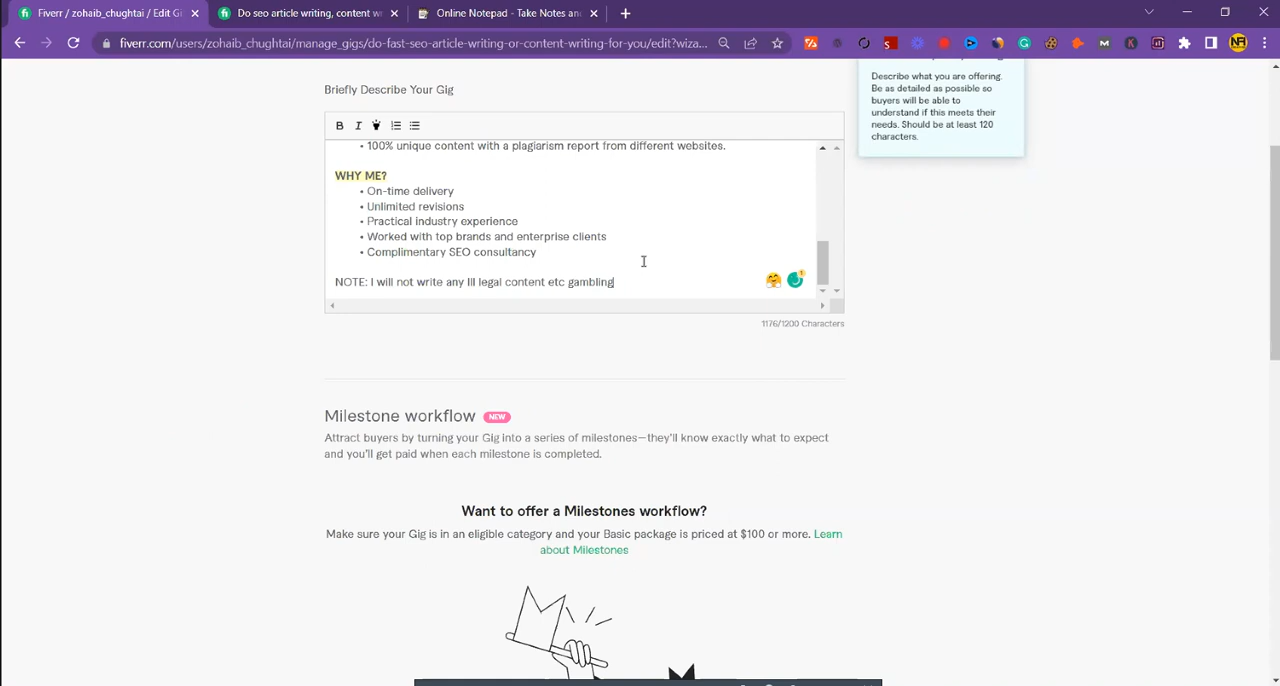 Fiverr / zohaib_chughtai / Edit Gi
Do seo article writing, content w
Online Notepad - Take Notes an
fiverr.com/users/zohaib_chughtai/manage_gigs/do-fast-seo-article-writing-or-content-writing-for-you/edit?wiza...
Briefly Describe Your Gig
Describe what you are offering.
Be as detailed as possible so
buyers will be able to
understand if this meets their
needs. Should be at least 120
characters.
B I
• 100% unique content with a plagiarism report from different websites.
WHY ME?
• On-time delivery
• Unlimited revisions
• Practical industry experience
• Worked with top brands and enterprise clients
• Complimentary SEO consultancy
NOTE: I will not write any Ill legal content etc gambling
1176/1200 Characters
Milestone workflow NEW
Attract buyers by turning your Gig into a series of milestones—they'll know exactly what to expect
and you'll get paid when each milestone is completed.
Want to offer a Milestones workflow?
Make sure your Gig is in an eligible category and your Basic package is priced at $100 or more. Learn
about Milestones